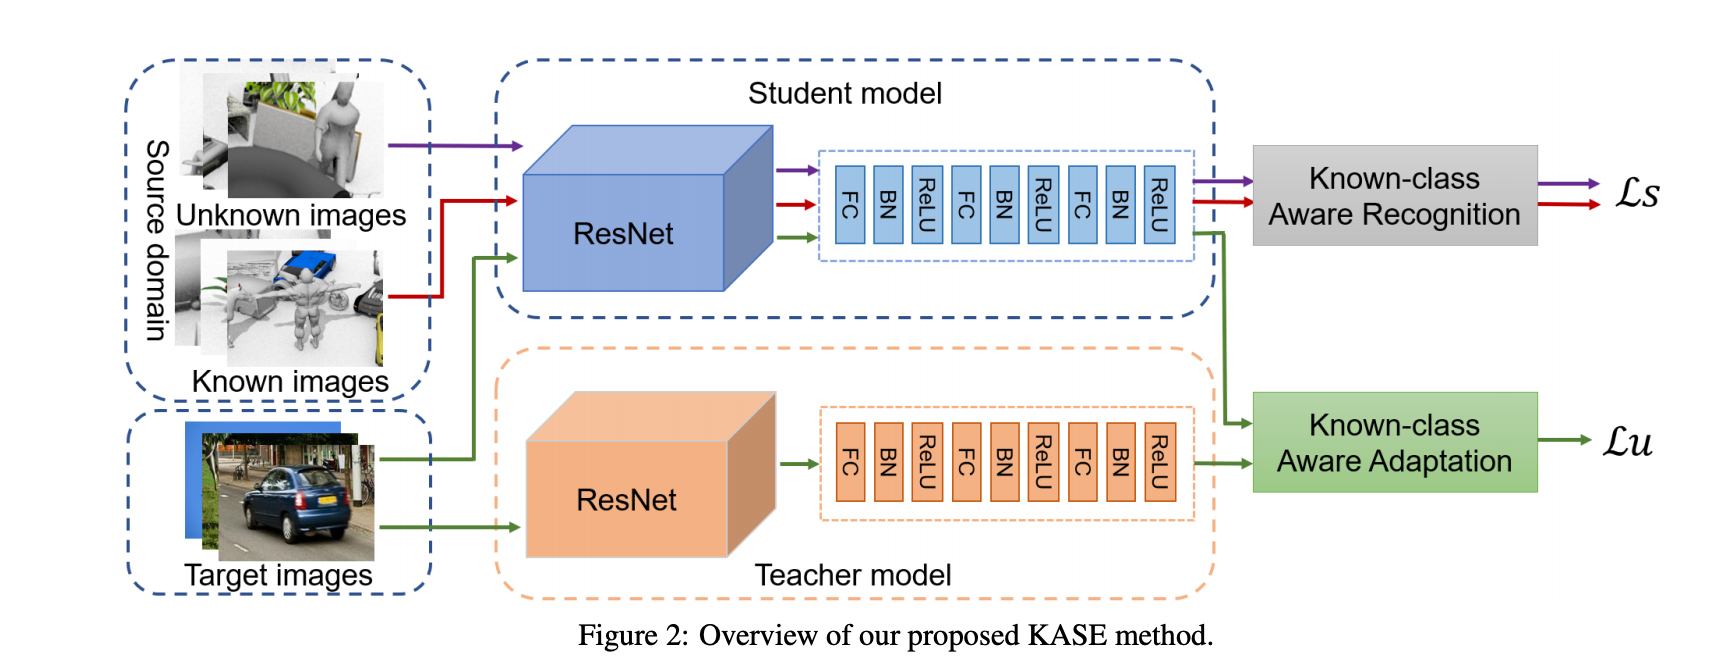 Source domain
Unknown images
Known images
Target images
Student model
ResNet
FC BN ReLU FC BN ReLU FC BN ReLU
Known-class
Aware Recognition
ℒs
Teacher model
ResNet
FC BN ReLU FC BN ReLU FC BN ReLU
Known-class
Aware Adaptation
ℒu
Figure 2: Overview of our proposed KASE method.